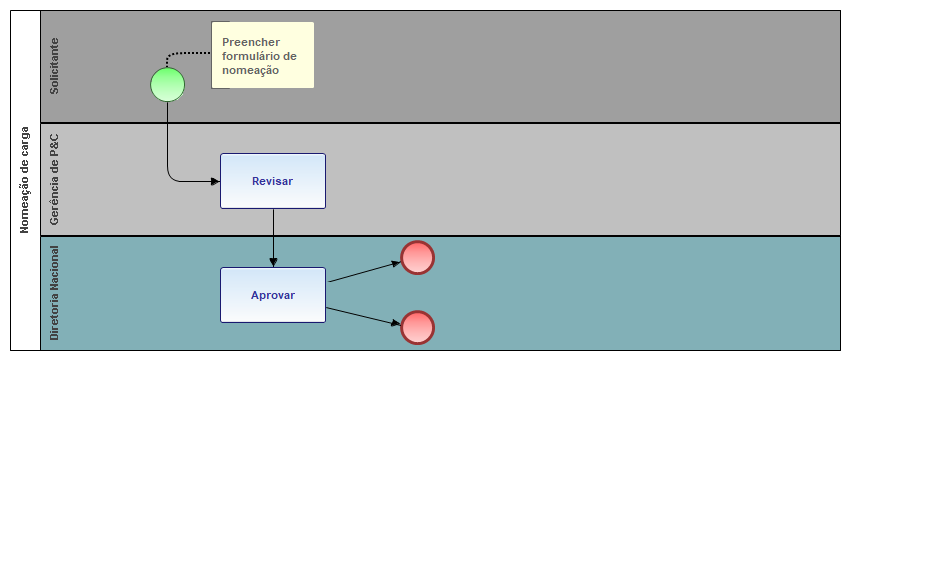 Nomeação de carga
Solicitante
Preencher
formulário de
nomeação
Gerência de P&C
Revisar
Diretoria Nacional
Aprovar